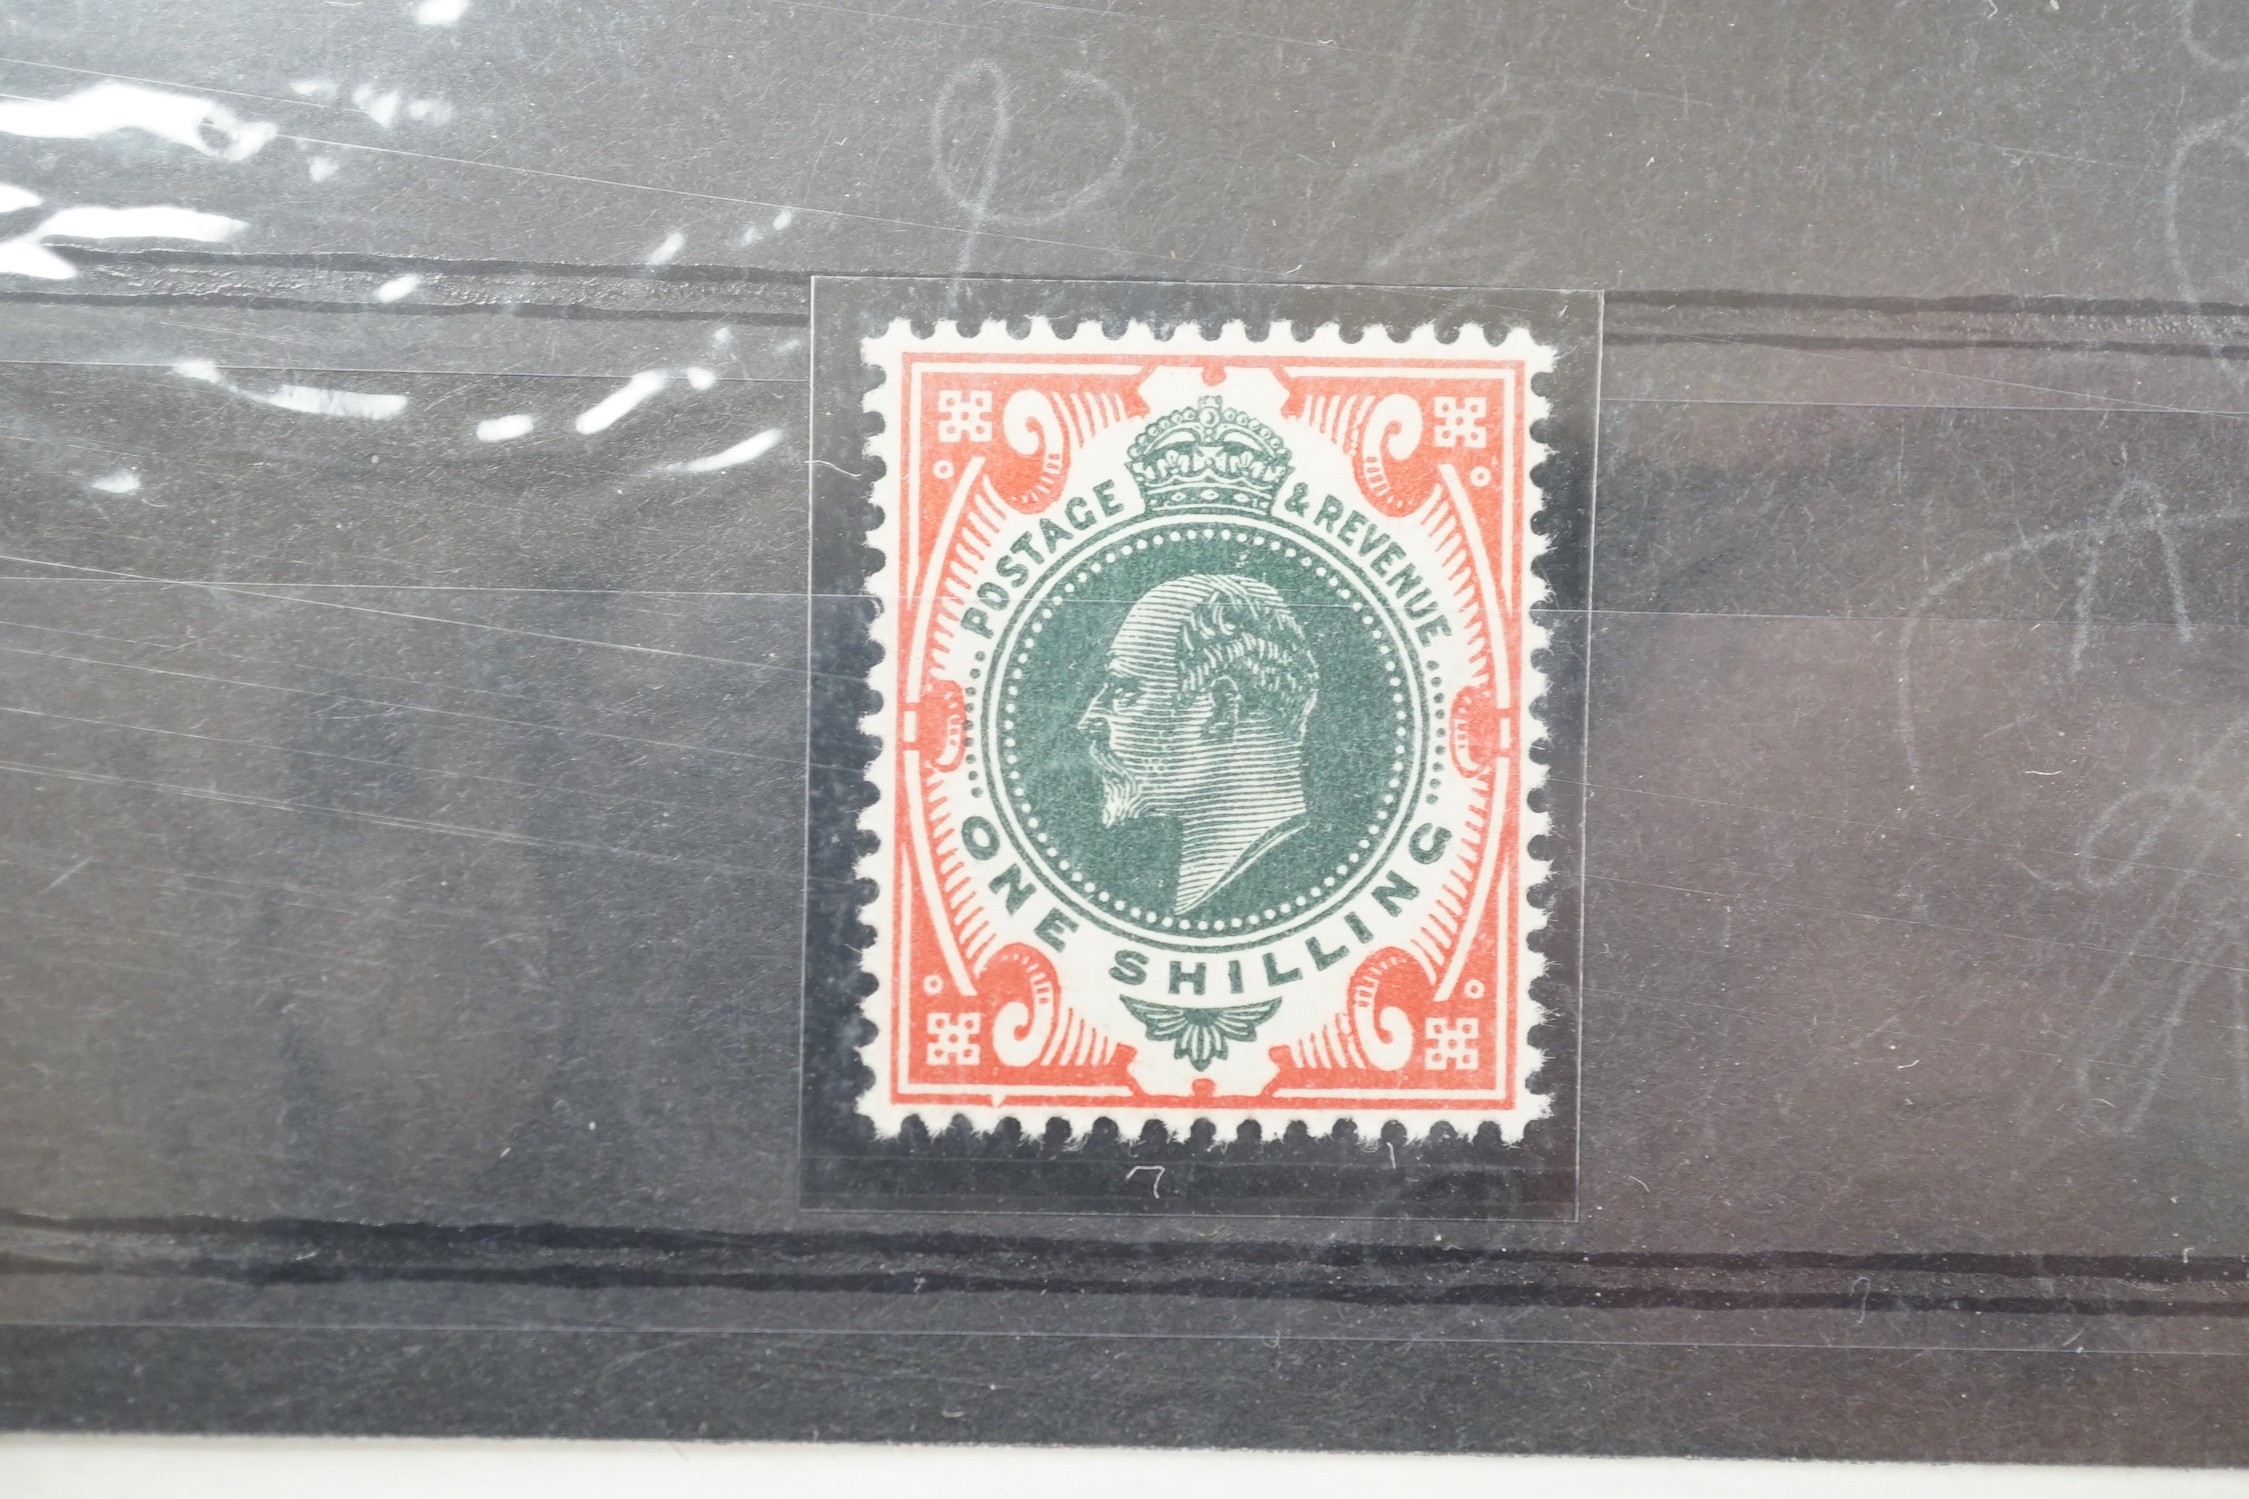 POSTAGE & REVENUE
ONE SHILLING